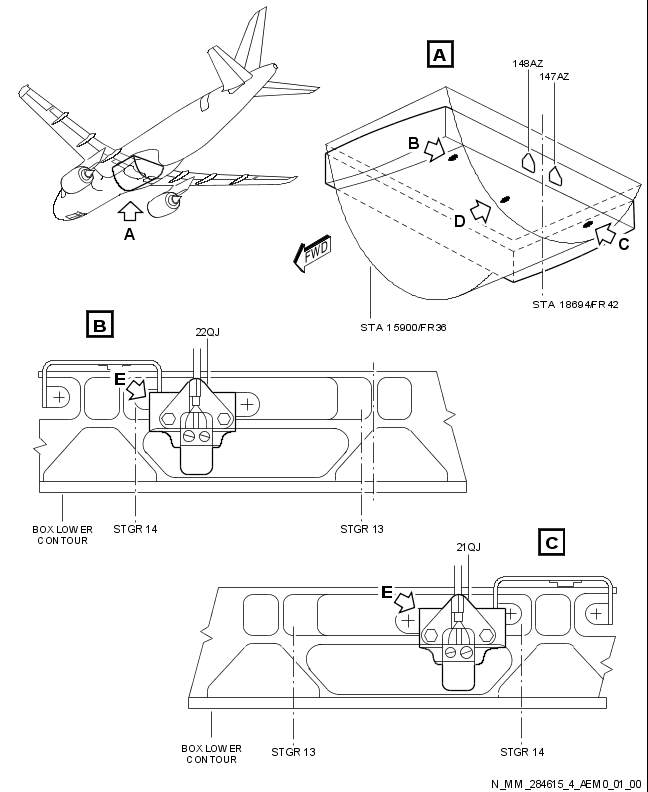 A
148AZ
147AZ
B
D
C
A
FWD
STA 18694/FR42
STA 15900/FR36
B
22QJ
E
BOX LOWER
CONTOUR
STGR 14
STGR 13
C
21QJ
E
BOX LOWER
CONTOUR
STGR 13
STGR 14
N_MM_284615_4_AEM0_01_00